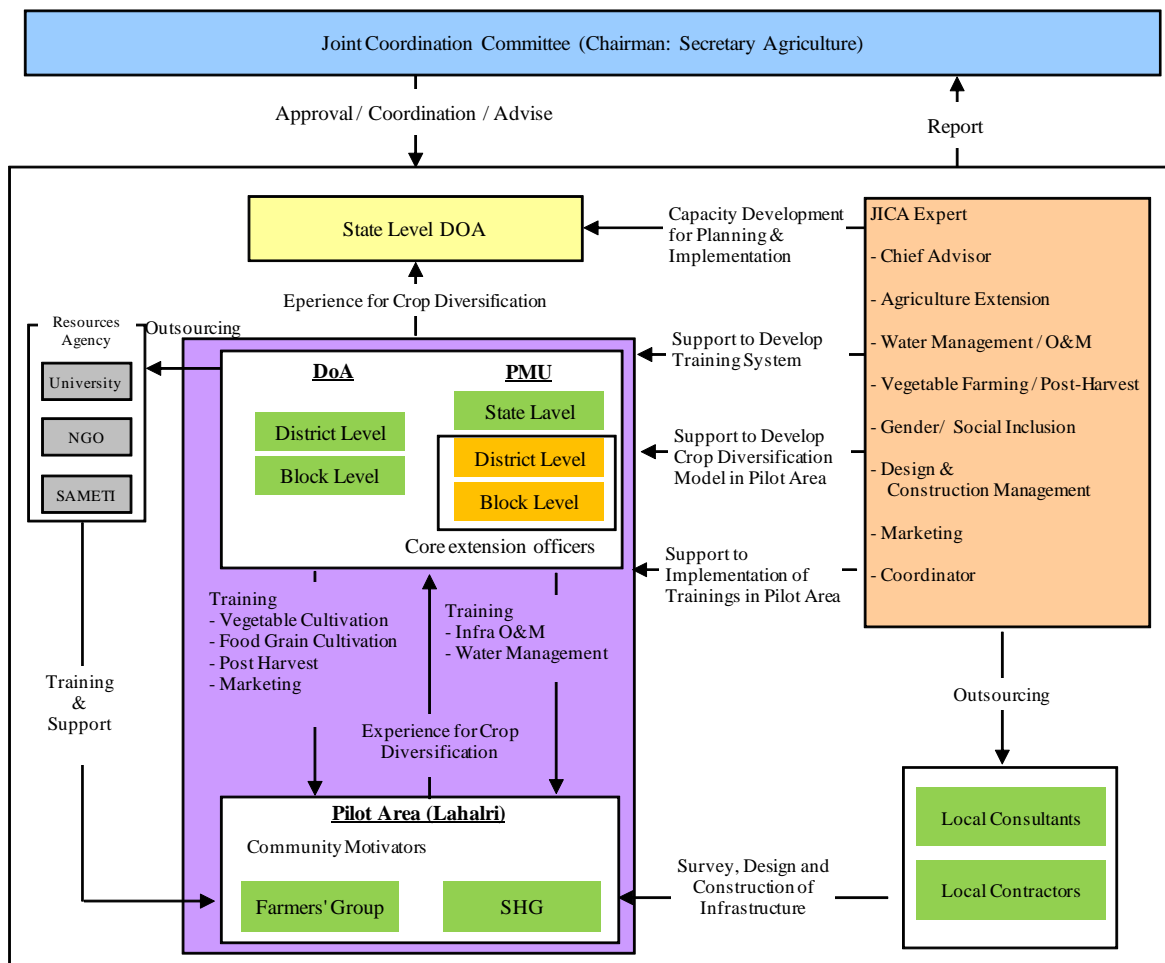 Joint Coordination Committee (Chairman: Secretary Agriculture)
Approval / Coordination / Advise
Report
State Level DOA
Capacity Development
for Planning &
Implementation
JICA Expert
- Chief Advisor
- Agriculture Extension
- Water Management / O&M
- Vegetable Farming / Post-Harvest
- Gender/ Social Inclusion
- Design &
Construction Management
- Marketing
- Coordinator
Eperience for Crop Diversification
Resources
Agency
University
NGO
SAMETI
Outsourcing
DoA
District Level
Block Level
PMU
State Lavel
District Level
Block Level
Core extension officers
Support to Develop
Training System
Support to Develop
Crop Diversification
Model in Pilot Area
Support to
Implementation of
Trainings in Pilot Area
Training
- Vegetable Cultivation
- Food Grain Cultivation
- Post Harvest
- Marketing
Training
- Infra O&M
- Water Management
Training
&
Support
Experience for Crop
Diversification
Outsourcing
Pilot Area (Lahalri)
Community Motivators
Farmers' Group
SHG
Survey, Design and
Construction of
Infrastructure
Local Consultants
Local Contractors